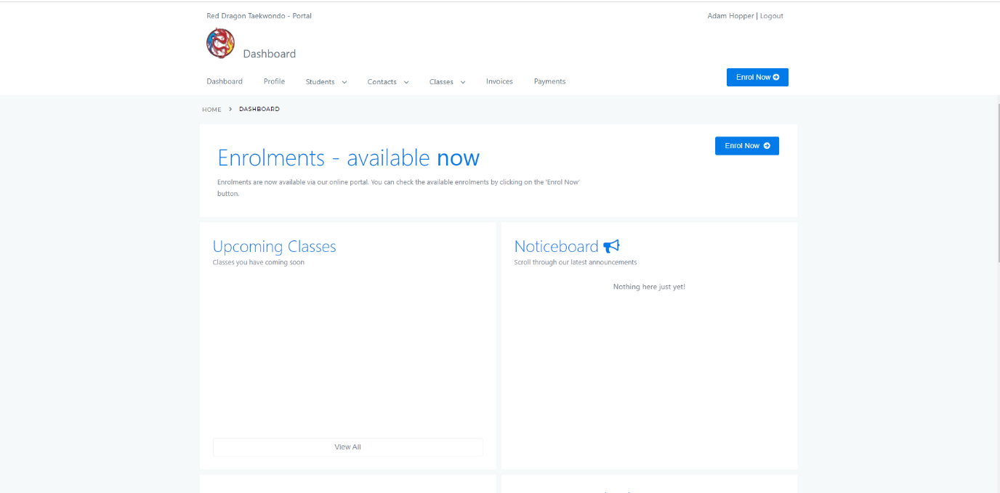 Red Dragon Taekwondo - Portal
Adam Hopper | Logout
Dashboard
Dashboard Profile Students Contacts Classes Invoices Payments
Enrol Now
HOME > DASHBOARD
Enrolments - available now
Enrol Now
Enrolments are now available via our online portal. You can check the available enrolments by clicking on the 'Enrol Now'
button.
Upcoming Classes
Classes you have coming soon
View All
Noticeboard
Scroll through our latest announcements
Nothing here just yet!